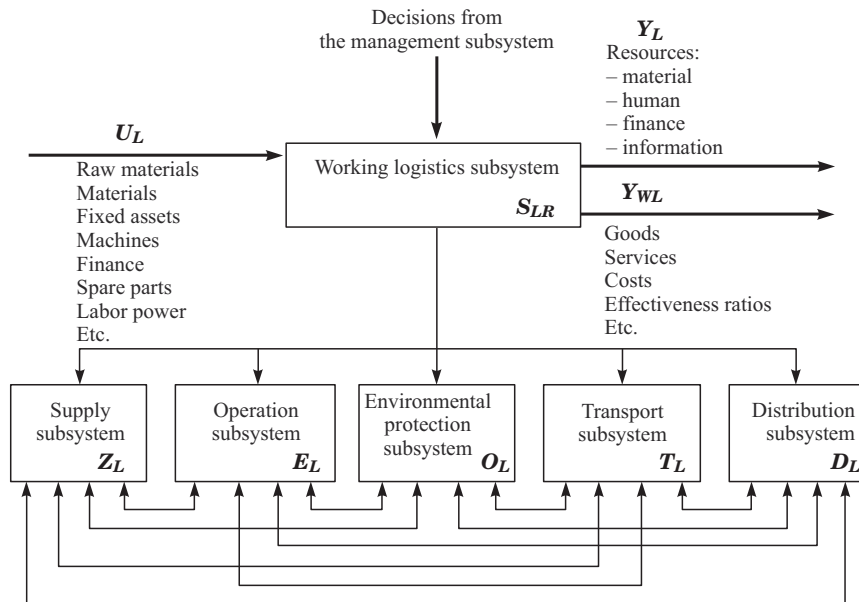 Decisions from
the management subsystem
Y_L
Resources:
– material
– human
– finance
– information
U_L
Raw materials
Materials
Fixed assets
Machines
Finance
Spare parts
Labor power
Etc.
Working logistics subsystem
S_LR
Y_WL
Goods
Services
Costs
Effectiveness ratios
Etc.
Supply
subsystem
Z_L
Operation
subsystem
E_L
Environmental
protection
subsystem
O_L
Transport
subsystem
T_L
Distribution
subsystem
D_L